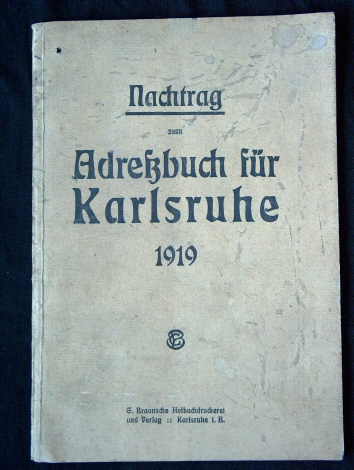 Nachtrag
zum
Adreßbuch für
Karlsruhe
1919
G. Braunsche Hofbuchdruckerei
und Verlag :: Karlsruhe i. B.